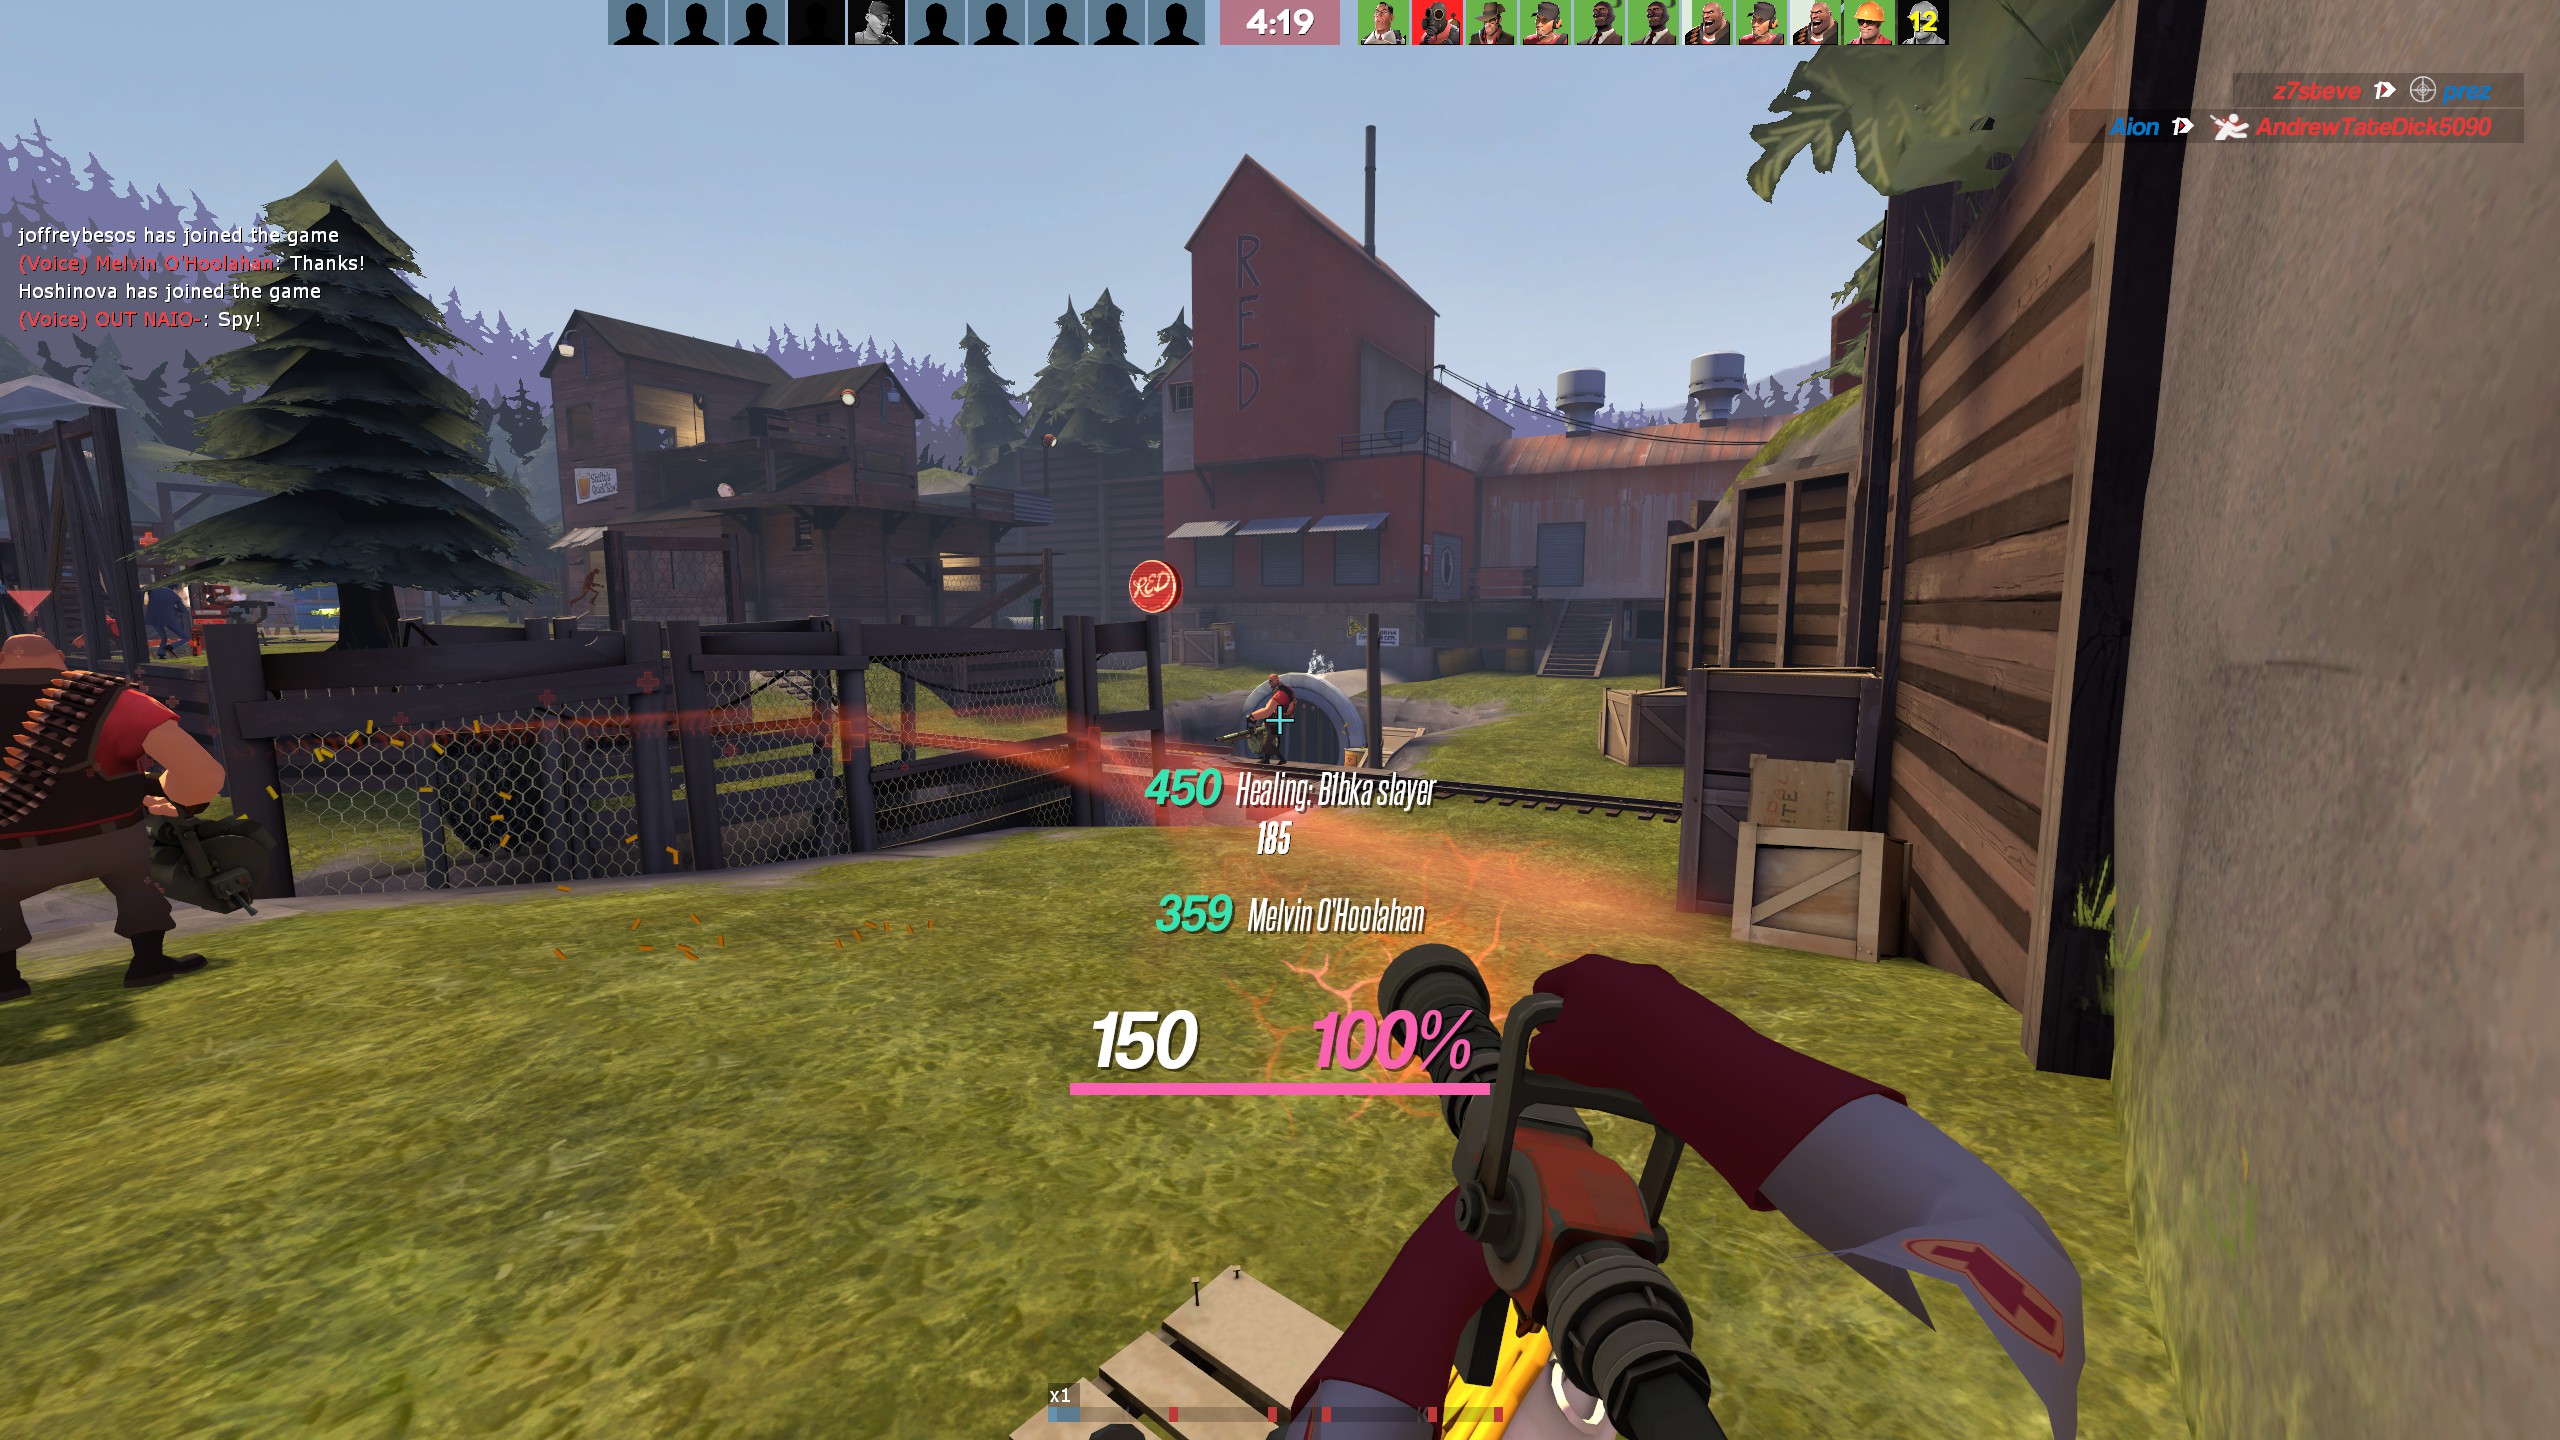 4:19
12
z7steve 1 prez
Aion 1 AndrewTateDick5090
joffreybesos has joined the game
(Voice) Melvin O'Hoolahan: Thanks!
Hoshinova has joined the game
(Voice) OUT NAIO-: Spy!
RED
RED
450 Healing: B1bka slayer
185
359 Melvin O'Hoolahan
150 100%
x1